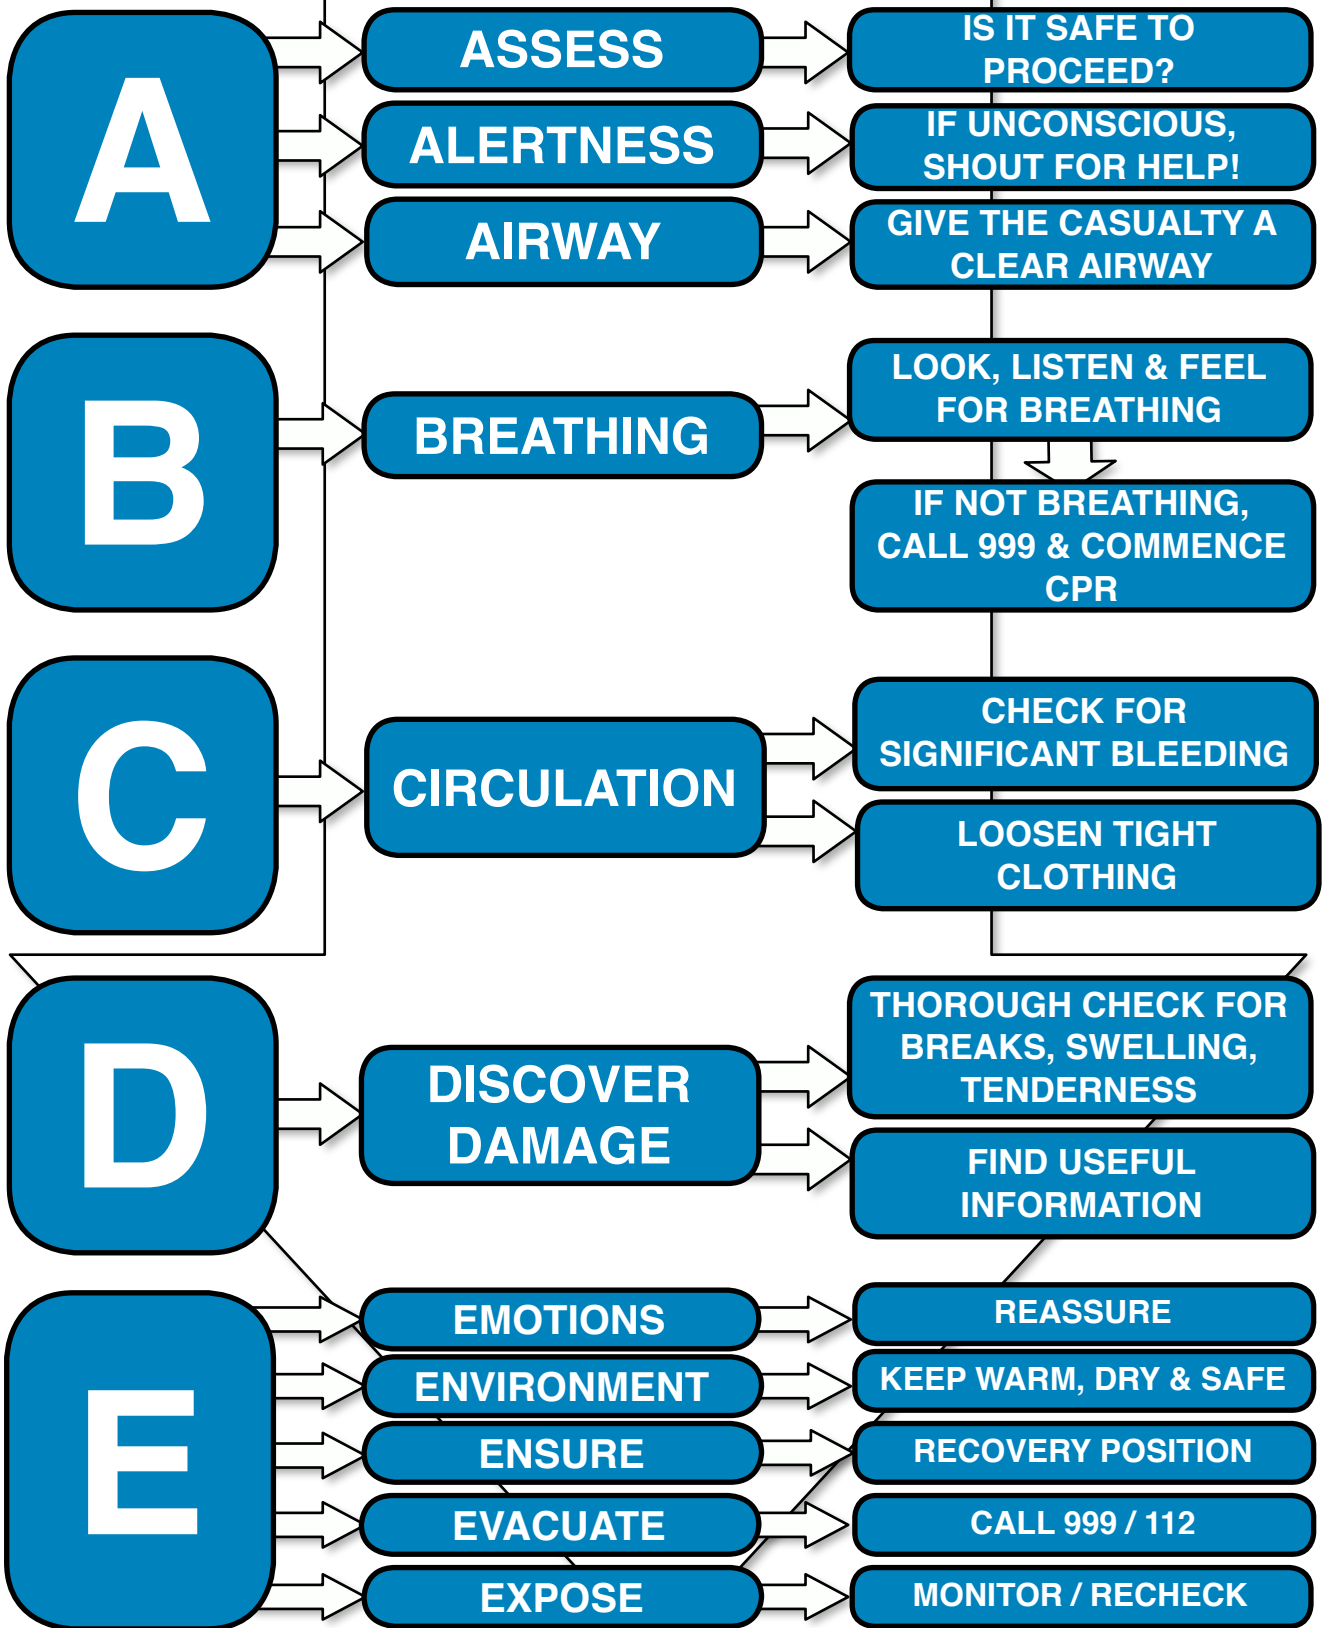 A
ASSESS
IS IT SAFE TO
PROCEED?
ALERTNESS
IF UNCONSCIOUS,
SHOUT FOR HELP!
AIRWAY
GIVE THE CASUALTY A
CLEAR AIRWAY
B
BREATHING
LOOK, LISTEN & FEEL
FOR BREATHING
IF NOT BREATHING,
CALL 999 & COMMENCE
CPR
C
CIRCULATION
CHECK FOR
SIGNIFICANT BLEEDING
LOOSEN TIGHT
CLOTHING
D
DISCOVER
DAMAGE
THOROUGH CHECK FOR
BREAKS, SWELLING,
TENDERNESS
FIND USEFUL
INFORMATION
E
EMOTIONS
REASSURE
ENVIRONMENT
KEEP WARM, DRY & SAFE
ENSURE
RECOVERY POSITION
EVACUATE
CALL 999 / 112
EXPOSE
MONITOR / RECHECK